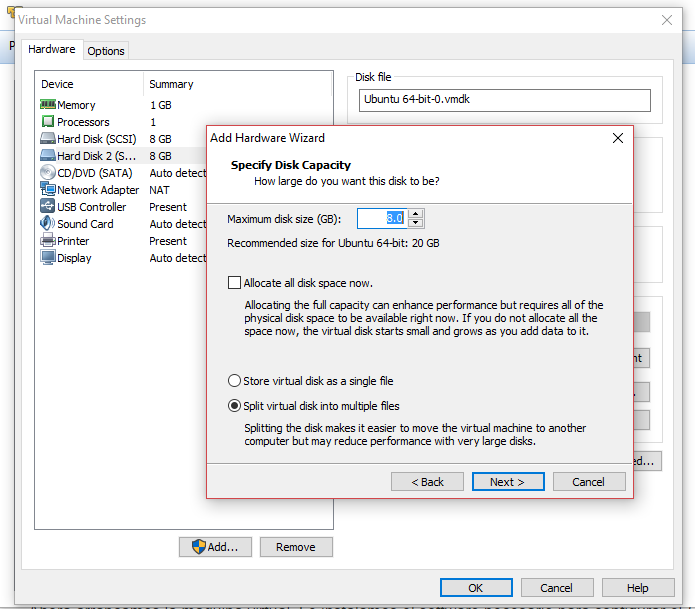 Virtual Machine Settings
Hardware
Options
Device Summary
Memory 1 GB
Processors 1
Hard Disk (SCSI) 8 GB
Hard Disk 2 (S... 8 GB
CD/DVD (SATA) Auto detect
Network Adapter NAT
USB Controller Present
Sound Card Auto detect
Printer Present
Display Auto detect
Disk file
Ubuntu 64-bit-0.vmdk
Add Hardware Wizard
Specify Disk Capacity
How large do you want this disk to be?
Maximum disk size (GB): 8.0
Recommended size for Ubuntu 64-bit: 20 GB
Allocate all disk space now.
Allocating the full capacity can enhance performance but requires all of the
physical disk space to be available right now. If you do not allocate all the
space now, the virtual disk starts small and grows as you add data to it.
Store virtual disk as a single file
Split virtual disk into multiple files
Splitting the disk makes it easier to move the virtual machine to another
computer but may reduce performance with very large disks.
< Back Next > Cancel
Add... Remove
OK Cancel Help